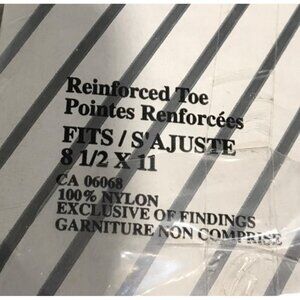 Reinforced Toe
Pointes Renforcées
FITS / S'AJUSTE
8 1/2 X 11
CA 06068
100% NYLON
EXCLUSIVE OF FINDINGS
GARNITURE NON COMPRISE